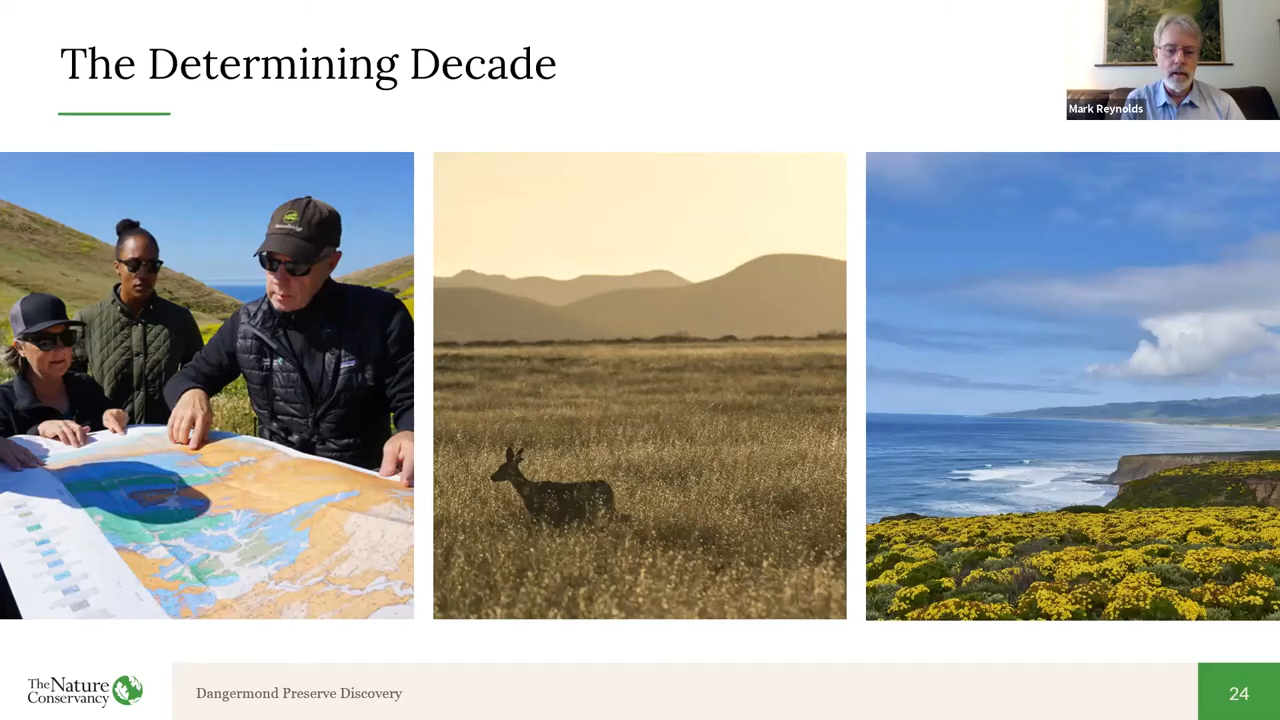 The Determining Decade
Mark Reynolds
The Nature
Conservancy
Dangermond Preserve Discovery
24